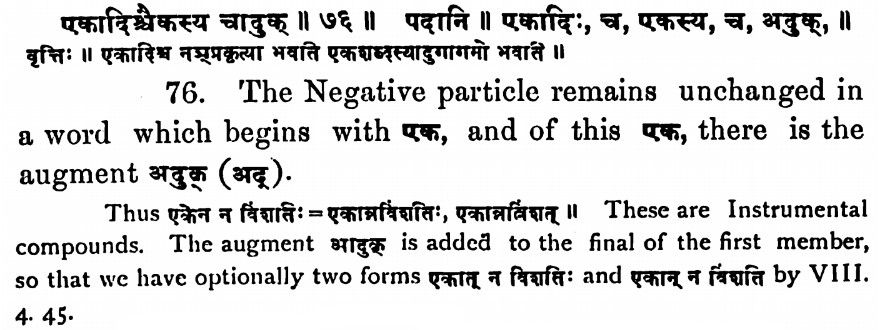 एकादिश्चैकस्य चादुक् ॥ ७६ ॥ पदानि ॥ एकादिः, च, एकस्य, च, अदुक्, ॥
वृत्तिः ॥ एकादिश्च नञ्प्रकृत्या भवति एकशब्दस्यादुगागमो भवति ॥
76. The Negative particle remains unchanged in
a word which begins with एक, and of this एक, there is the
augment अदुक् (अद्).
Thus एकेन न विंशतिः = एकान्नविंशतिः, एकान्नत्रिंशत् ॥ These are Instrumental
compounds. The augment आदुक् is added to the final of the first member,
so that we have optionally two forms एकात् न विशतिः and एकान् न विंशति by VIII.
4. 45.